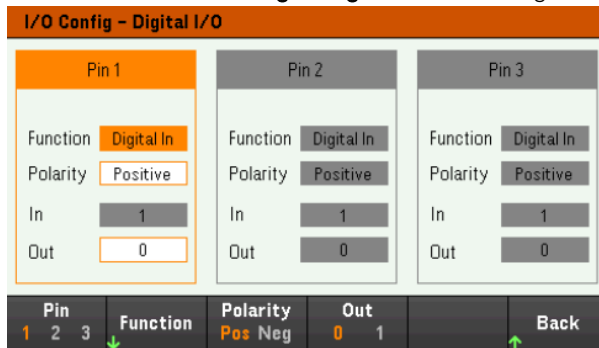 I/O Config – Digital I/O
Pin 1
Function Digital In
Polarity Positive
In 1
Out 0
Pin 2
Function Digital In
Polarity Positive
In 1
Out 0
Pin 3
Function Digital In
Polarity Positive
In 1
Out 0
Pin
1 2 3
Function
Polarity
Pos Neg
Out
0 1
Back